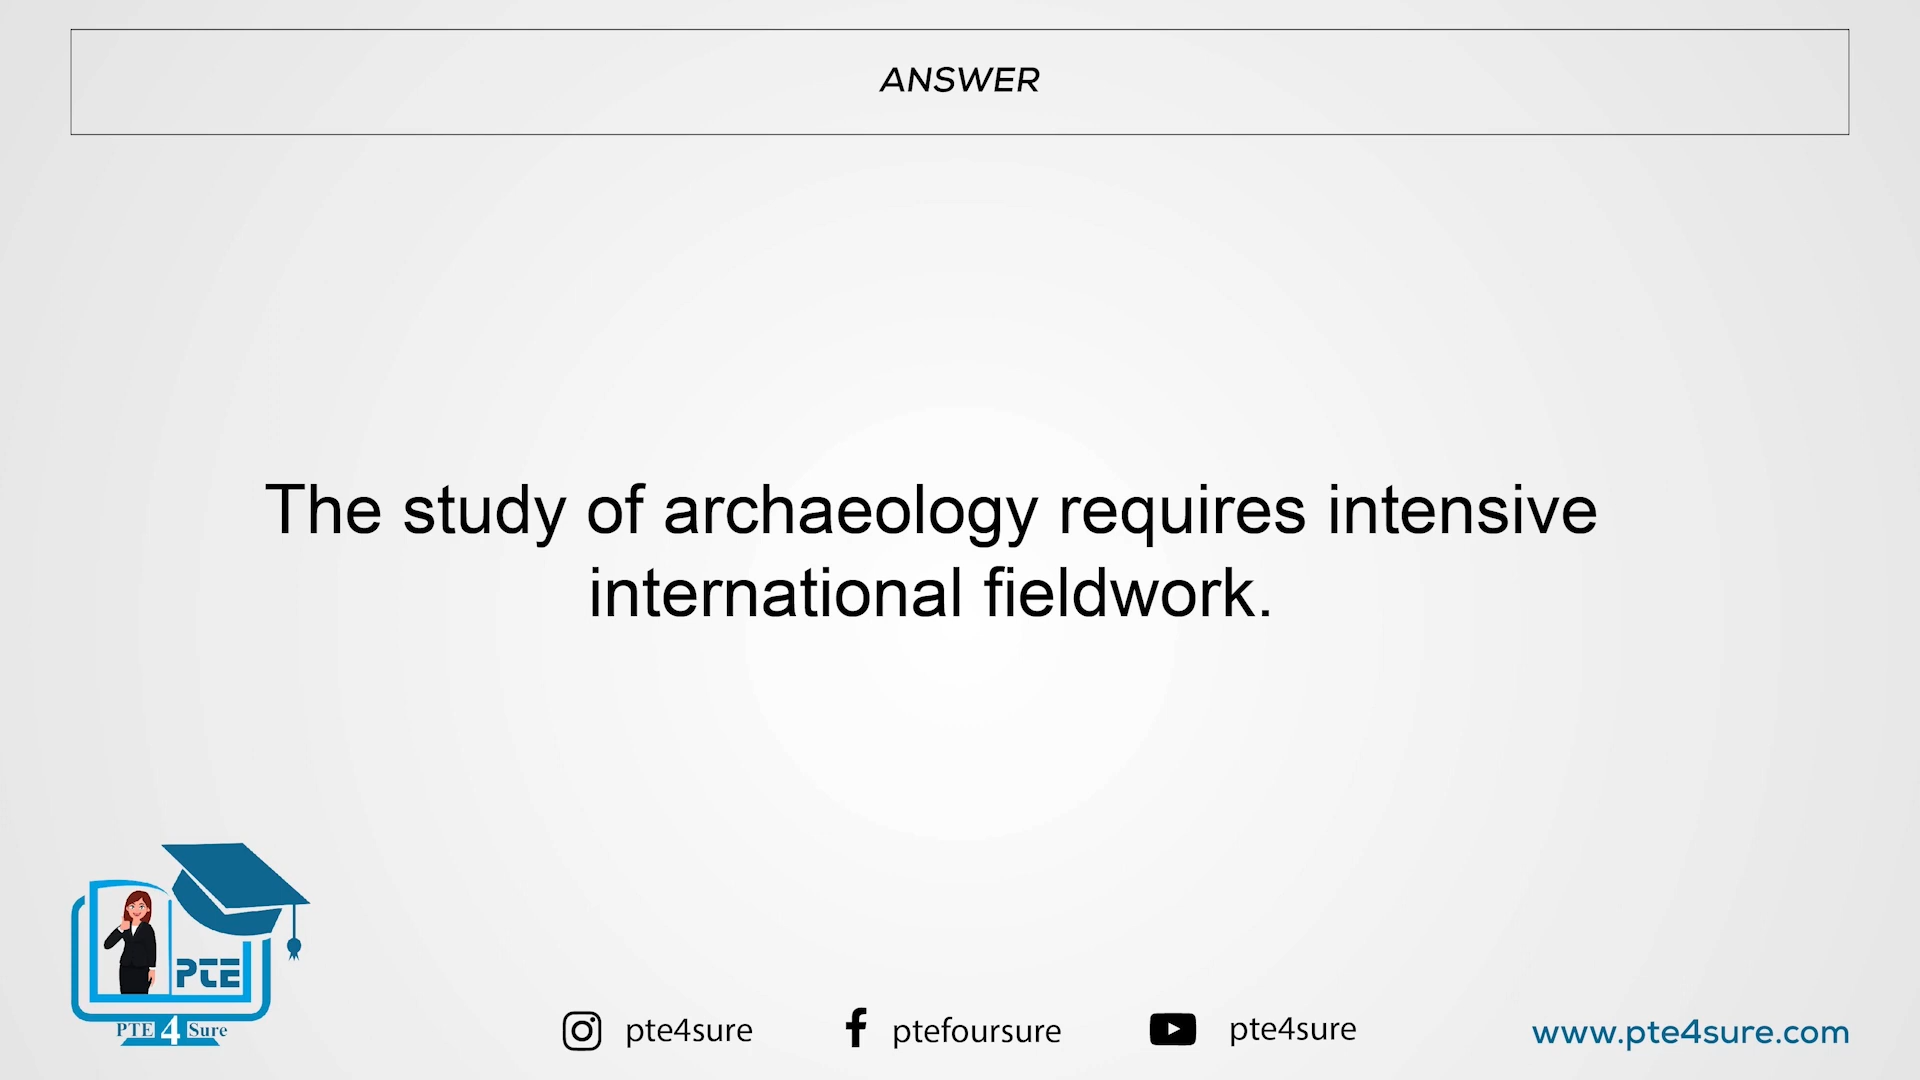 ANSWER
The study of archaeology requires intensive
international fieldwork.
PTE
PTE 4 Sure
pte4sure
ptefoursure
pte4sure
www.pte4sure.com